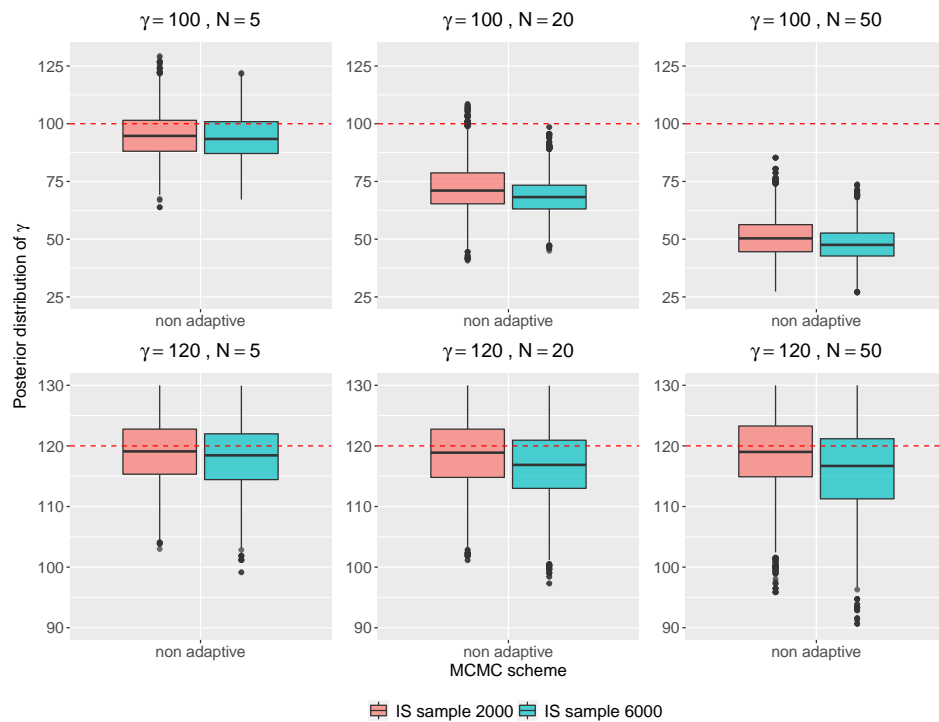 γ = 100 , N = 5
γ = 100 , N = 20
γ = 100 , N = 50
125
100
75
50
25
non adaptive
125
100
75
50
25
non adaptive
125
100
75
50
25
non adaptive
Posterior distribution of γ
γ = 120 , N = 5
γ = 120 , N = 20
γ = 120 , N = 50
130
120
110
100
90
non adaptive
130
120
110
100
90
non adaptive
130
120
110
100
90
non adaptive
MCMC scheme
IS sample 2000 IS sample 6000